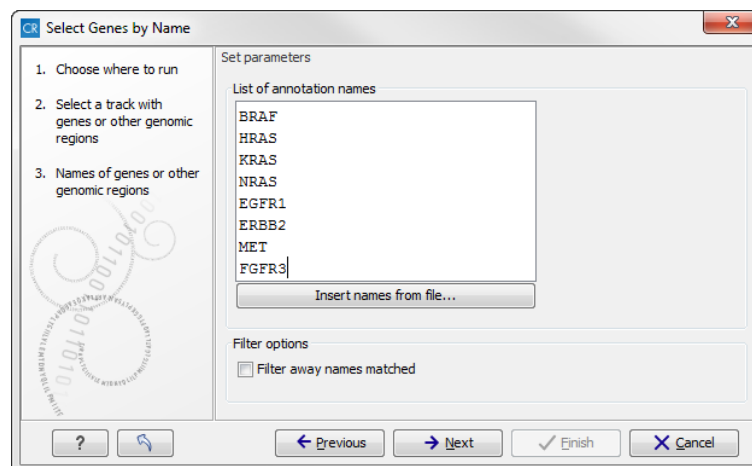 CR Select Genes by Name
X
1. Choose where to run
2. Select a track with
genes or other genomic
regions
3. Names of genes or other
genomic regions
Set parameters
List of annotation names
BRAF
HRAS
KRAS
NRAS
EGFR1
ERBB2
MET
FGFR3
Insert names from file...
Filter options
Filter away names matched
?
Previous
Next
Finish
Cancel